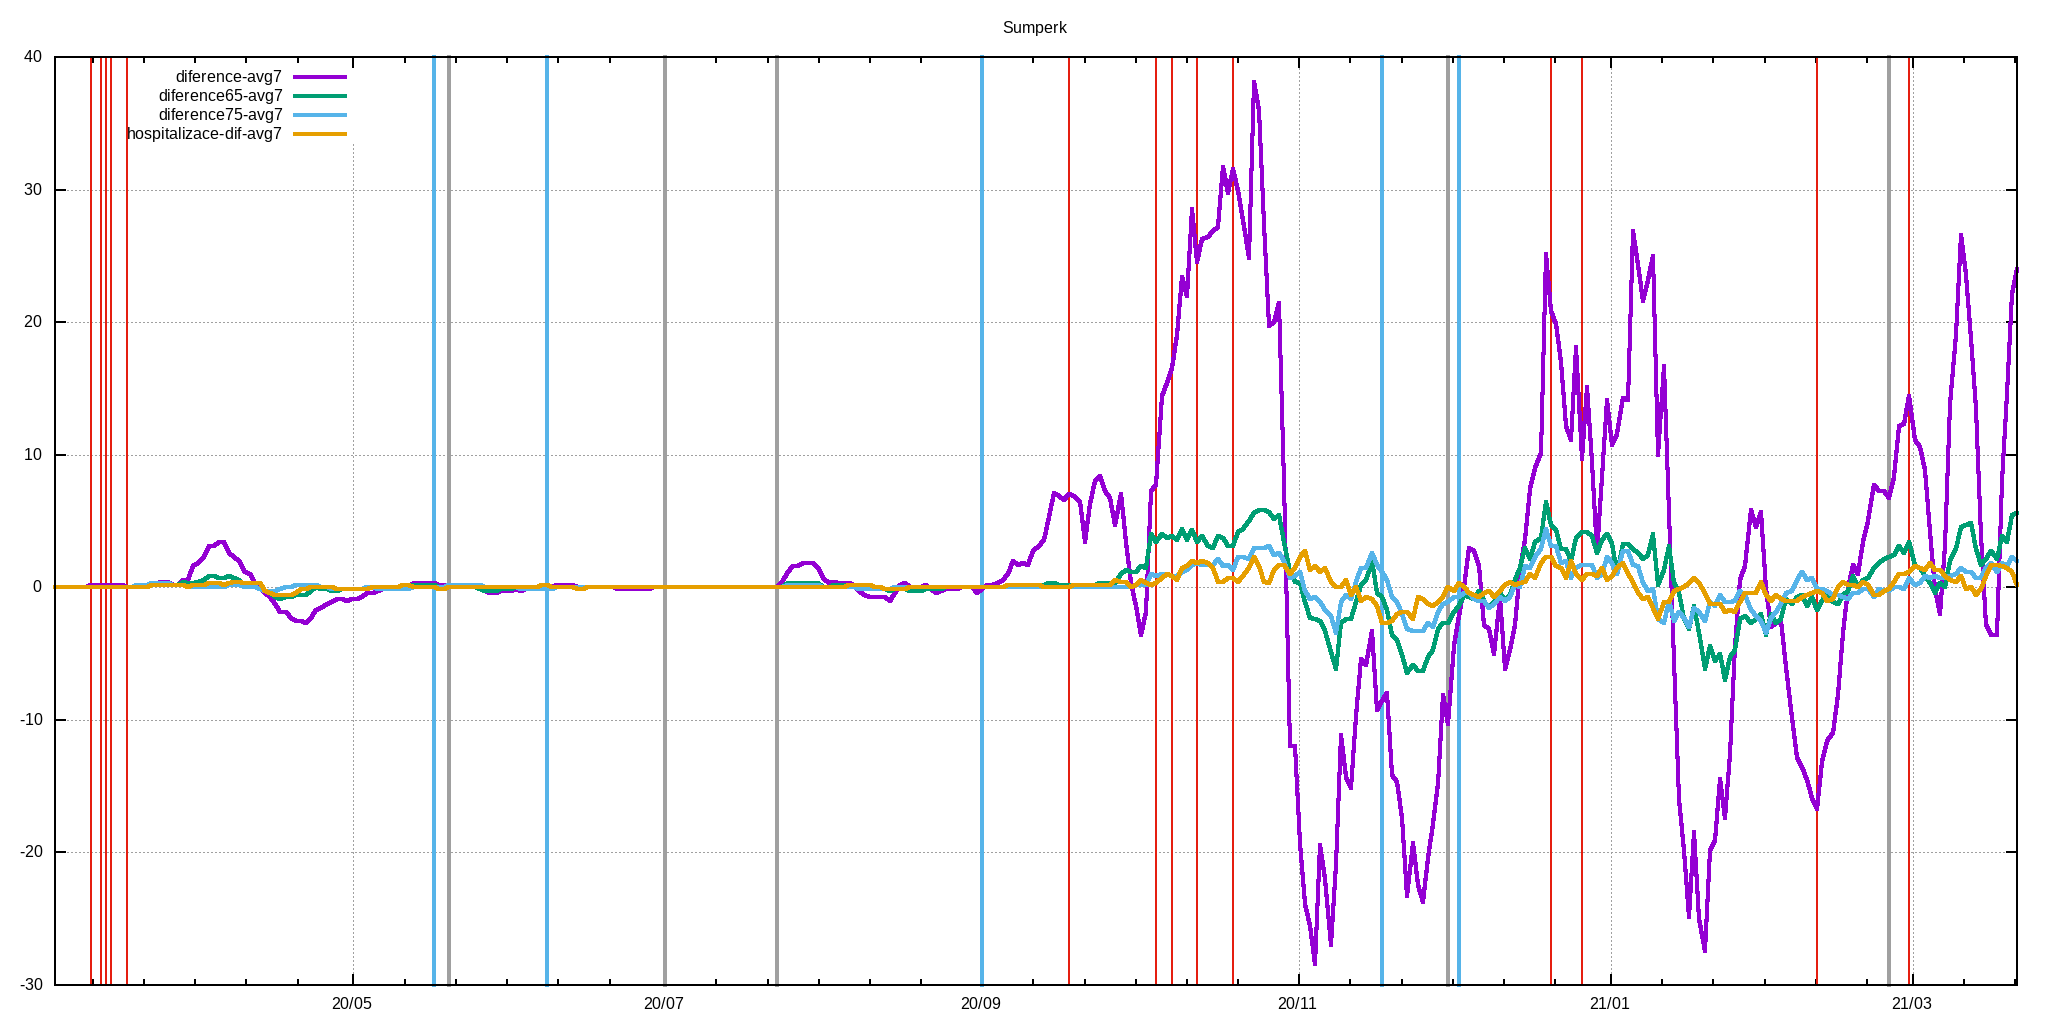 Sumperk
40
diference-avg7
diference65-avg7
diference75-avg7
hospitalizace-dif-avg7
30
20
10
0
-10
-20
-30
20/05 20/07 20/09 20/11 21/01 21/03